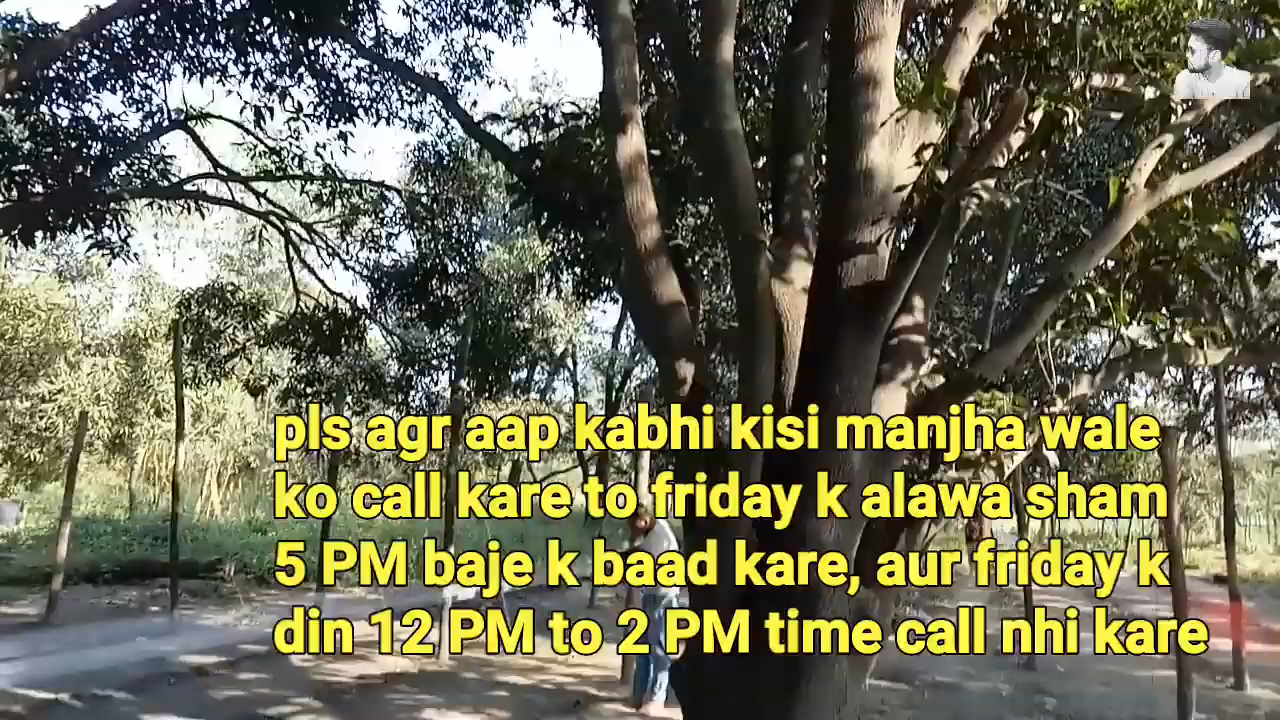 pls agr aap kabhi kisi manjha wale
ko call kare to friday k alawa sham
5 PM baje k baad kare, aur friday k
din 12 PM to 2 PM time call nhi kare